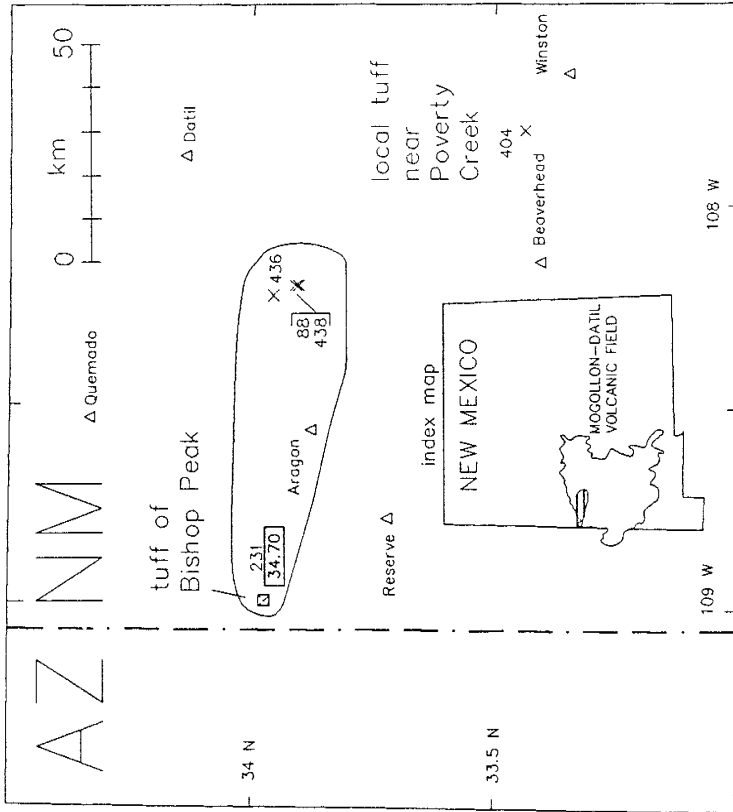 AZ
NM
Quemado
0 km 50
Datil
tuff of
Bishop Peak
231
34.70
Aragon
436
88
438
Reserve
local tuff
near
Poverty
Creek
404
Winston
Beaverhead
index map
NEW MEXICO
MOGOLLON-DATIL
VOLCANIC FIELD
34 N
33.5 N
109 W
108 W